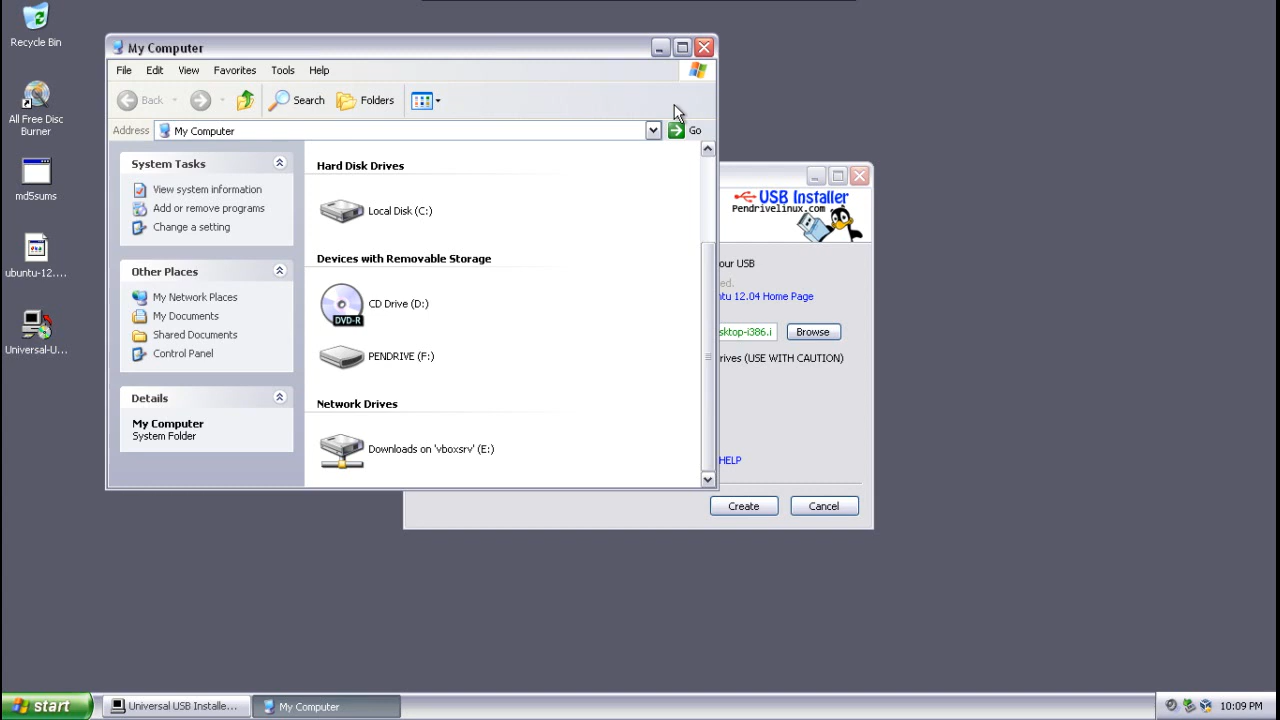 Recycle Bin
All Free Disc
Burner
md5sums
ubuntu-12....
Universal-U...
My Computer
File Edit View Favorites Tools Help
Back Search Folders
Address My Computer Go
System Tasks
View system information
Add or remove programs
Change a setting
Other Places
My Network Places
My Documents
Shared Documents
Control Panel
Details
My Computer
System Folder
Hard Disk Drives
Local Disk (C:)
Devices with Removable Storage
DVD-R
CD Drive (D:)
PENDRIVE (F:)
Network Drives
Downloads on 'vboxsrv' (E:)
USB Installer
Pendrivelinux.com
our USB
ed.
tu 12.04 Home Page
sktop-i386.i Browse
rives (USE WITH CAUTION)
HELP
Create Cancel
start Universal USB Installe... My Computer 10:09 PM